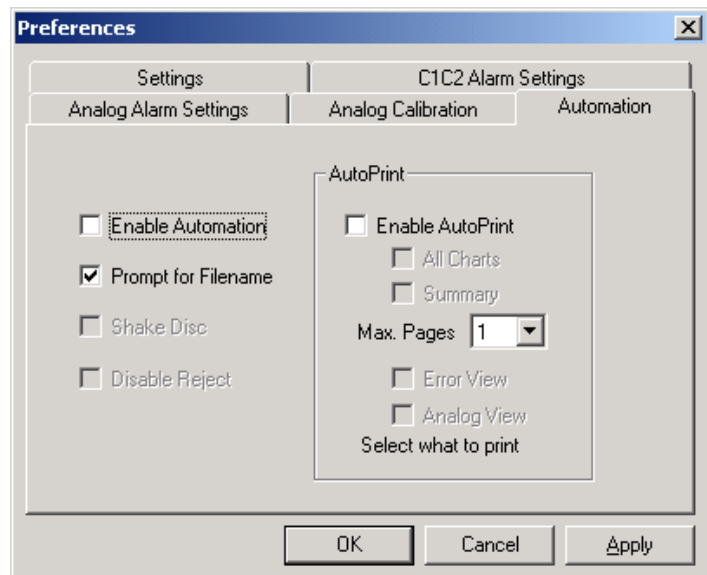 Preferences
Settings
C1C2 Alarm Settings
Analog Alarm Settings
Analog Calibration
Automation
Enable Automation
Prompt for Filename
Shake Disc
Disable Reject
AutoPrint
Enable AutoPrint
All Charts
Summary
Max. Pages 1
Error View
Analog View
Select what to print
OK
Cancel
Apply